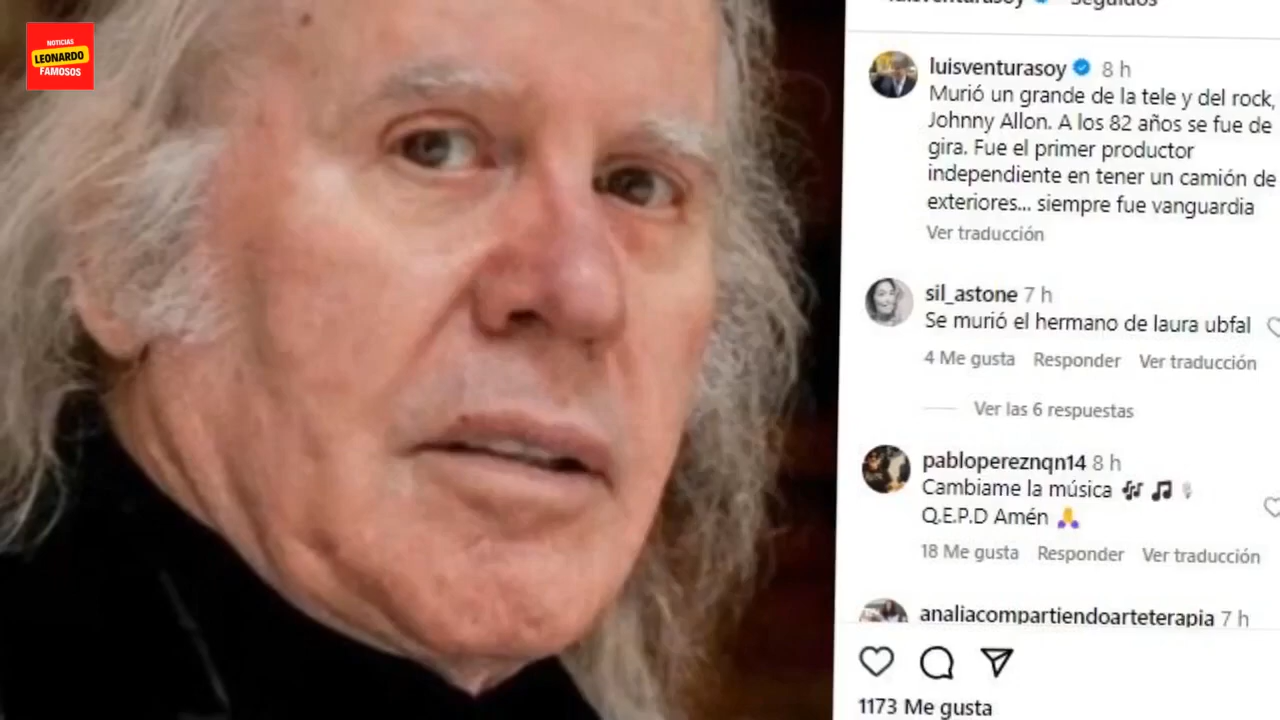 NOTICIAS
LEONARDO
FAMOSOS
luisventurasoy Seguidos
luisventurasoy 8 h
Murió un grande de la tele y del rock,
Johnny Allon. A los 82 años se fue de
gira. Fue el primer productor
independiente en tener un camión de
exteriores... siempre fue vanguardia
Ver traducción
sil_astone 7 h
Se murió el hermano de laura ubfal
4 Me gusta Responder Ver traducción
Ver las 6 respuestas
pablopereznqn14 8 h
Cambiame la música 🎶 🎵 🎙
Q.E.P.D Amén 🙏
18 Me gusta Responder Ver traducción
analiacompartiendoarteterapia 7 h
1173 Me gusta